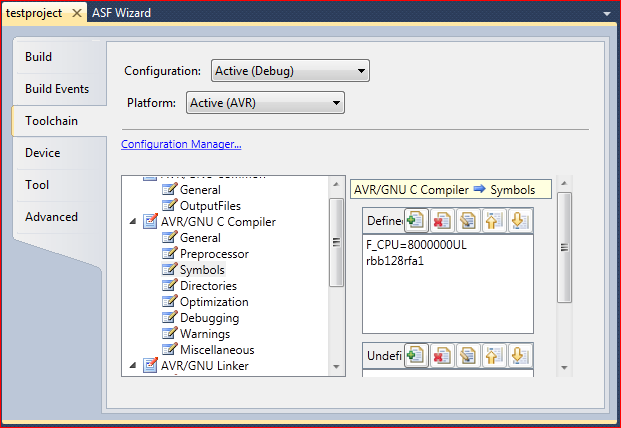 testproject
ASF Wizard
Build
Build Events
Toolchain
Device
Tool
Advanced
Configuration:
Active (Debug)
Platform:
Active (AVR)
Configuration Manager...
General
OutputFiles
AVR/GNU C Compiler
General
Preprocessor
Symbols
Directories
Optimization
Debugging
Warnings
Miscellaneous
AVR/GNU Linker
AVR/GNU C Compiler ➡ Symbols
Define
F_CPU=8000000UL
rbb128rfa1
Undefi